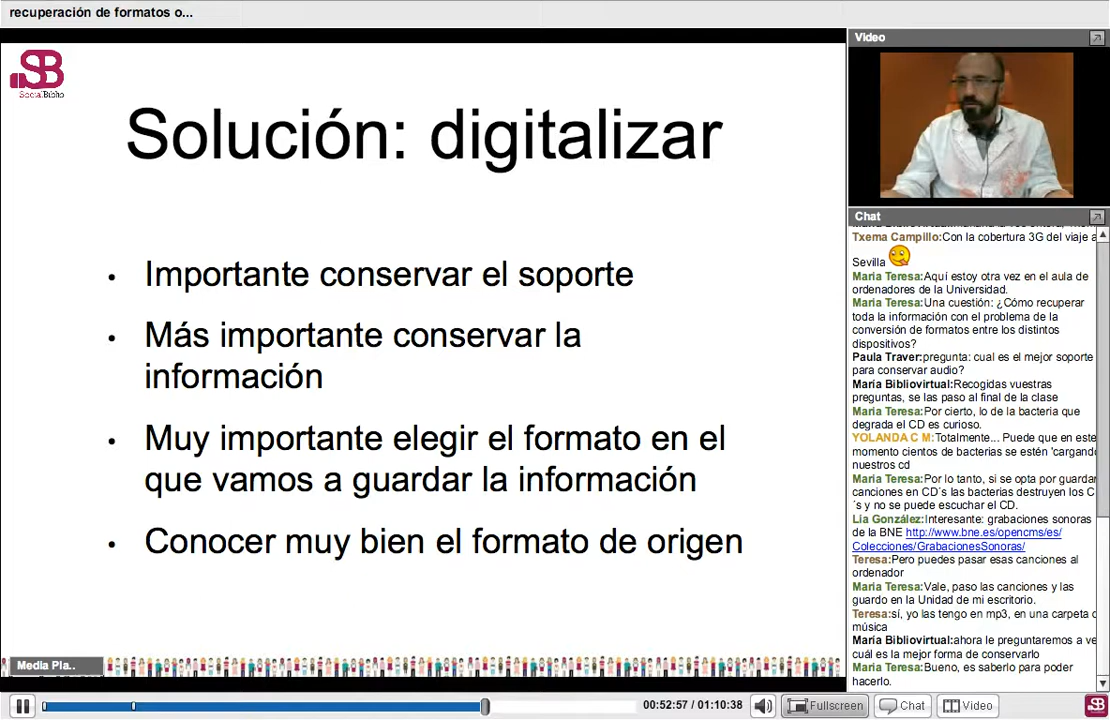 recuperación de formatos o...
SB
SocialBiblio
Solución: digitalizar
• Importante conservar el soporte
• Más importante conservar la
información
• Muy importante elegir el formato en el
que vamos a guardar la información
• Conocer muy bien el formato de origen
Media Pla..
Video
Chat
Txema Campillo:Con la cobertura 3G del viaje a
Sevilla
Maria Teresa:Aquí estoy otra vez en el aula de
ordenadores de la Universidad.
Maria Teresa:Una cuestión: ¿Cómo recuperar
toda la información con el problema de la
conversión de formatos entre los distintos
dispositivos?
Paula Traver:pregunta: cual es el mejor soporte
para conservar audio?
María Bibliovirtual:Recogidas vuestras
preguntas, se las paso al final de la clase
Maria Teresa:Por cierto, lo de la bacteria que
degrada el CD es curioso.
YOLANDA C M:Totalmente... Puede que en este
momento cientos de bacterias se estén 'cargando
nuestros cd
Maria Teresa:Por lo tanto, si se opta por guardar
canciones en CD´s las bacterias destruyen los C
´s y no se puede escuchar el CD.
Lia González:Interesante: grabaciones sonoras
de la BNE http://www.bne.es/opencms/es/
Colecciones/GrabacionesSonoras/
Teresa:Pero puedes pasar esas canciones al
ordenador
Maria Teresa:Vale, paso las canciones y las
guardo en la Unidad de mi escritorio.
Teresa:sí, yo las tengo en mp3, en una carpeta d
música
María Bibliovirtual:ahora le preguntaremos a ve
cuál es la mejor forma de conservarlo
Maria Teresa:Bueno, es saberlo para poder
hacerlo.
00:52:57 / 01:10:38
Fullscreen
Chat
Video
SB